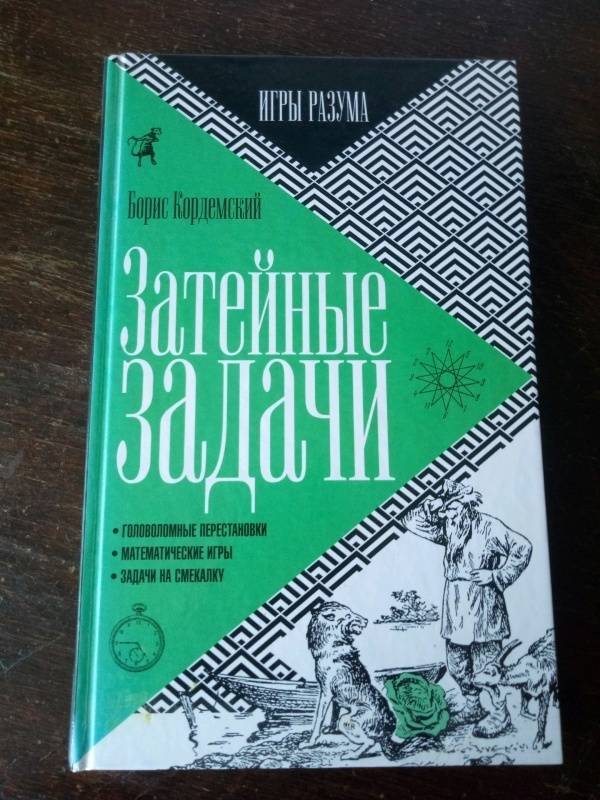 ИГРЫ РАЗУМА
Борис Кордемский
Затейные
ЗАДАЧИ
• ГОЛОВОЛОМНЫЕ ПЕРЕСТАНОВКИ
• МАТЕМАТИЧЕСКИЕ ИГРЫ
• ЗАДАЧИ НА СМЕКАЛКУ